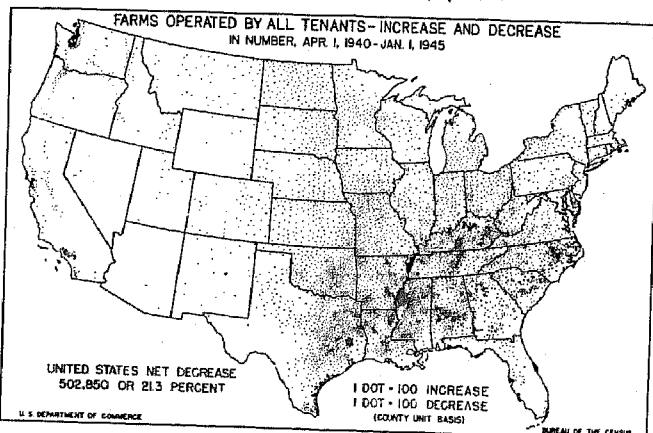 FARMS OPERATED BY ALL TENANTS-INCREASE AND DECREASE
IN NUMBER, APR. 1, 1940-JAN. 1, 1945
UNITED STATES NET DECREASE
502,850 OR 21.3 PERCENT
1 DOT = 100 INCREASE
1 DOT = 100 DECREASE
(COUNTY UNIT BASIS)
U. S. DEPARTMENT OF COMMERCE
BUREAU OF THE CENSUS